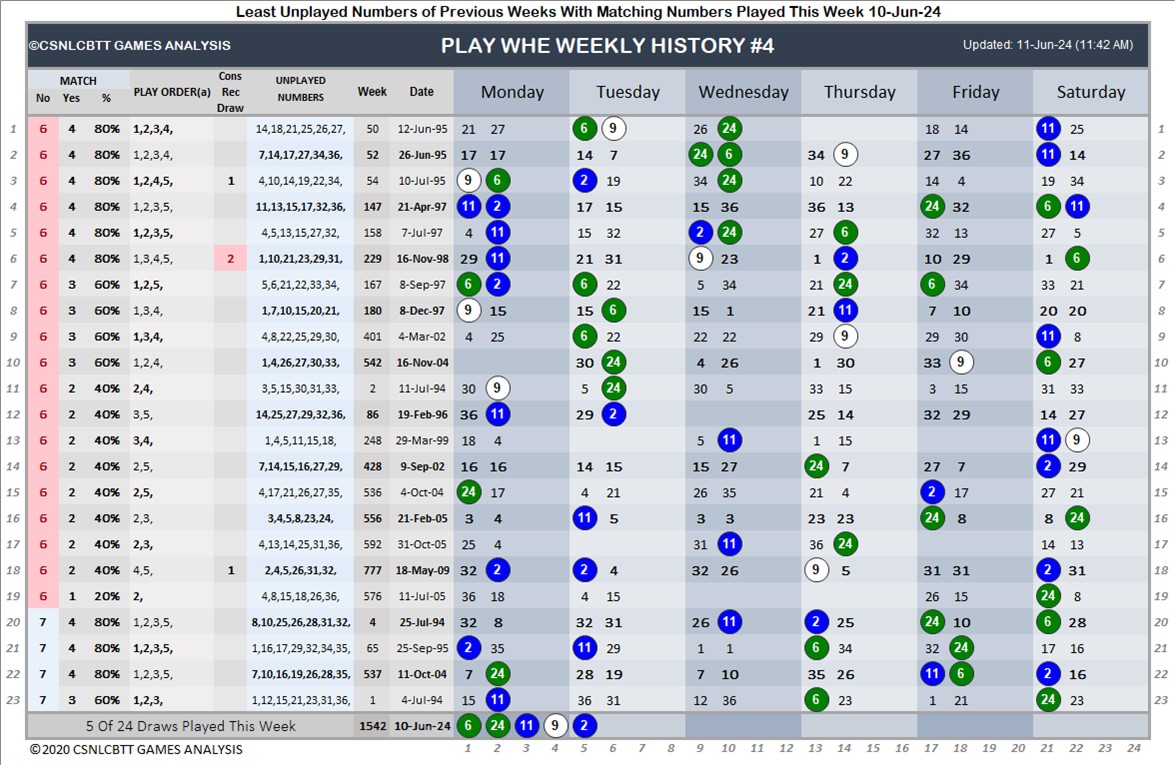 Least Unplayed Numbers of Previous Weeks With Matching Numbers Played This Week 10-Jun-24
©CSNLCBTT GAMES ANALYSIS PLAY WHE WEEKLY HISTORY #4 Updated: 11-Jun-24 (11:42 AM)
MATCH PLAY ORDER(a) Cons Rec Draw UNPLAYED NUMBERS Week Date Monday Tuesday Wednesday Thursday Friday Saturday
No Yes %
1 6 4 80% 1,2,3,4, 14,18,21,25,26,27, 50 12-Jun-95 21 27 6 9 26 24 18 14 11 25 1
2 6 4 80% 1,2,3,4, 7,14,17,27,34,36, 52 26-Jun-95 17 17 14 7 24 6 34 9 27 36 11 14 2
3 6 4 80% 1,2,4,5, 1 4,10,14,19,22,34, 54 10-Jul-95 9 6 2 19 34 24 10 22 14 4 19 34 3
4 6 4 80% 1,2,3,5, 11,13,15,17,32,36, 147 21-Apr-97 11 2 17 15 15 36 36 13 24 32 6 11 4
5 6 4 80% 1,2,3,5, 4,5,13,15,27,32, 158 7-Jul-97 4 11 15 32 2 24 27 6 32 13 27 5 5
6 6 4 80% 1,3,4,5, 2 1,10,21,23,29,31, 229 16-Nov-98 29 11 21 31 9 23 1 2 10 29 1 6 6
7 6 3 60% 1,2,5, 5,6,21,22,33,34, 167 8-Sep-97 6 2 6 22 5 34 21 24 6 34 33 21 7
8 6 3 60% 1,3,4, 1,7,10,15,20,21, 180 8-Dec-97 9 15 15 6 15 1 21 11 7 10 20 20 8
9 6 3 60% 1,3,4, 4,8,22,25,29,30, 401 4-Mar-02 4 25 6 22 22 22 29 9 29 30 11 8 9
10 6 3 60% 1,2,4, 1,4,26,27,30,33, 542 16-Nov-04 30 24 4 26 1 30 33 9 6 27 10
11 6 2 40% 2,4, 3,5,15,30,31,33, 2 11-Jul-94 30 9 5 24 30 5 33 15 3 15 31 33 11
12 6 2 40% 3,5, 14,25,27,29,32,36, 86 19-Feb-96 36 11 29 2 25 14 32 29 14 27 12
13 6 2 40% 3,4, 1,4,5,11,15,18, 248 29-Mar-99 18 4 5 11 1 15 11 9 13
14 6 2 40% 2,5, 7,14,15,16,27,29, 428 9-Sep-02 16 16 14 15 15 27 24 7 27 7 2 29 14
15 6 2 40% 2,5, 4,17,21,26,27,35, 536 4-Oct-04 24 17 4 21 26 35 21 4 2 17 27 21 15
16 6 2 40% 2,3, 3,4,5,8,23,24, 556 21-Feb-05 3 4 11 5 3 3 23 23 24 8 8 24 16
17 6 2 40% 2,3, 4,13,14,25,31,36, 592 31-Oct-05 25 4 31 11 36 24 14 13 17
18 6 2 40% 4,5, 1 2,4,5,26,31,32, 777 18-May-09 32 2 2 4 32 26 9 5 31 31 2 31 18
19 6 1 20% 2, 4,8,15,18,26,36, 576 11-Jul-05 36 18 4 15 26 15 24 8 19
20 7 4 80% 1,2,3,5, 8,10,25,26,28,31,32, 4 25-Jul-94 32 8 32 31 26 11 2 25 24 10 6 28 20
21 7 4 80% 1,2,3,5, 1,16,17,29,32,34,35, 65 25-Sep-95 2 35 11 29 1 1 6 34 32 24 17 16 21
22 7 4 80% 1,2,3,5, 7,10,16,19,26,28,35, 537 11-Oct-04 7 24 28 19 7 10 35 26 11 6 2 16 22
23 7 3 60% 1,2,3, 1,12,15,21,23,31,36, 1 4-Jul-94 15 11 36 31 12 36 6 23 1 21 24 23 23
5 Of 24 Draws Played This Week 1542 10-Jun-24 6 24 11 9 2
©2020 CSNLCBTT GAMES ANALYSIS 1 2 3 4 5 6 7 8 9 10 11 12 13 14 15 16 17 18 19 20 21 22 23 24